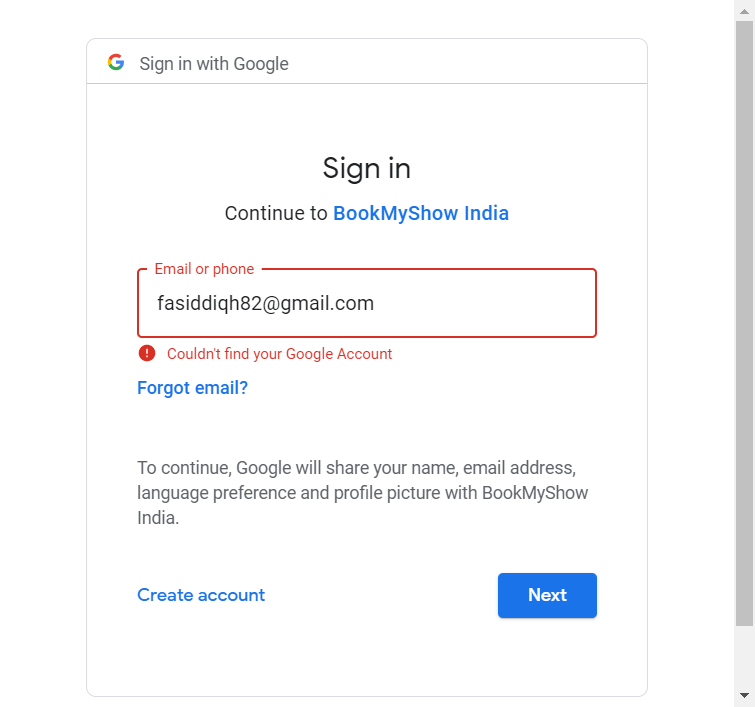 Sign in with Google
Sign in
Continue to BookMyShow India
Email or phone
fasiddiqh82@gmail.com
Couldn't find your Google Account
Forgot email?
To continue, Google will share your name, email address,
language preference and profile picture with BookMyShow
India.
Create account
Next